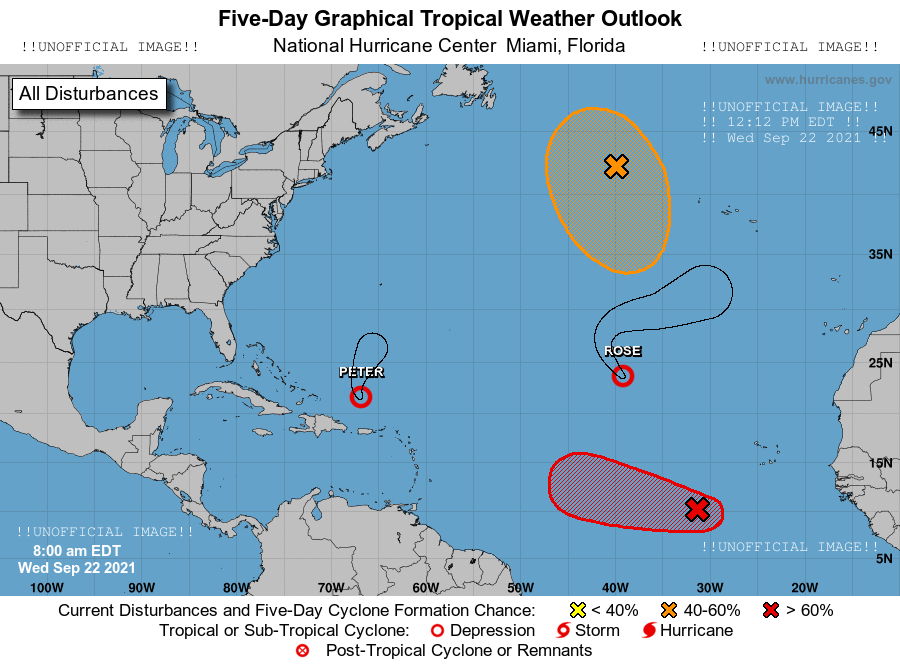 Five-Day Graphical Tropical Weather Outlook
!!UNOFFICIAL IMAGE!! National Hurricane Center Miami, Florida !!UNOFFICIAL IMAGE!!
All Disturbances
www.hurricanes.gov
!!UNOFFICIAL IMAGE!!
!! 12:12 PM EDT !!
!! Wed Sep 22 2021 !!
45N
35N
ROSE
25N
PETER
15N
!!UNOFFICIAL IMAGE!!
!!UNOFFICIAL IMAGE!!
8:00 am EDT
5N
Wed Sep 22 2021
100W 90W 80W 70W 60W 50W 40W 30W 20W
Current Disturbances and Five-Day Cyclone Formation Chance: < 40% 40-60% > 60%
Tropical or Sub-Tropical Cyclone: Depression Storm Hurricane
Post-Tropical Cyclone or Remnants